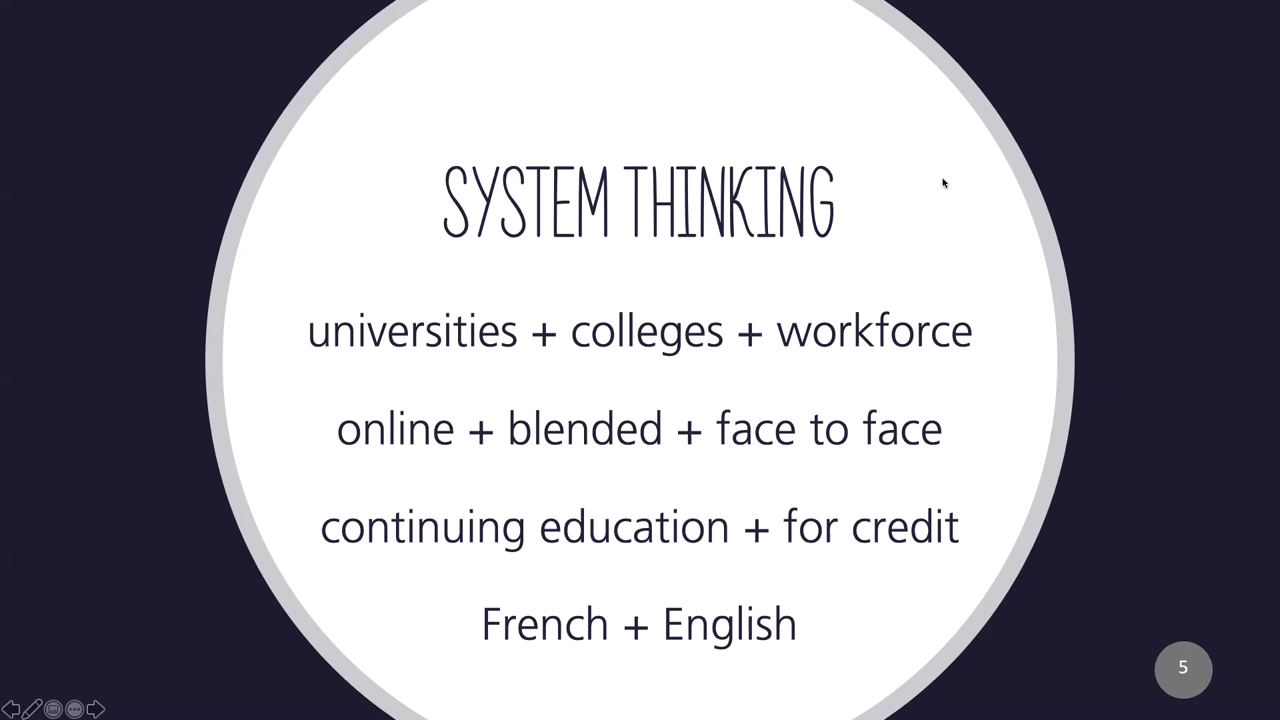 SYSTEM THINKING
universities + colleges + workforce
online + blended + face to face
continuing education + for credit
French + English
5